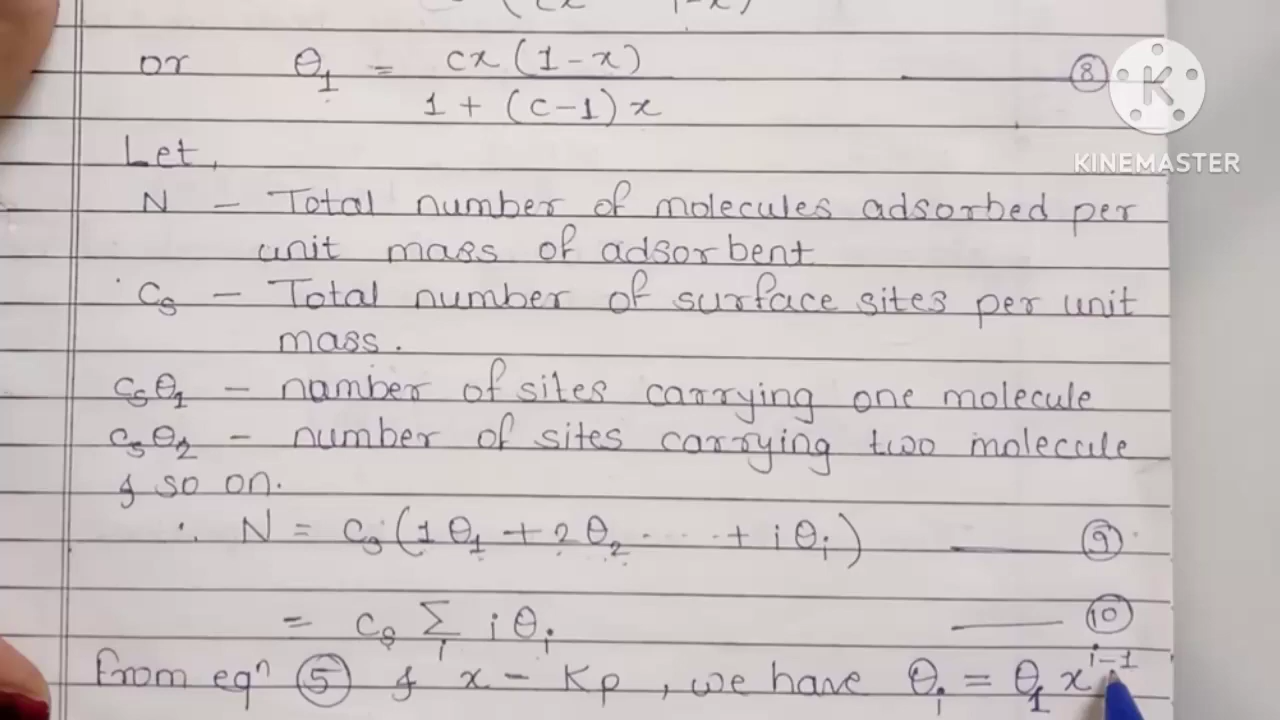 or θ₁ = cx(1-x) / 1+(c-1)x ⑧
KINEMASTER
Let,
N - Total number of molecules adsorbed per
unit mass of adsorbent
Cs - Total number of surface sites per unit
mass.
Csθ₁ - namber of sites carrying one molecule
Csθ₂ - number of sites carrying two molecule
& so on.
∴ N = Cs(1θ₁ + 2θ₂ ---- + iθᵢ) ⑨
= Cs Σᵢ iθᵢ ⑩
From eqⁿ ⑤ & x - Kp, we have θᵢ = θ₁xⁱ⁻¹